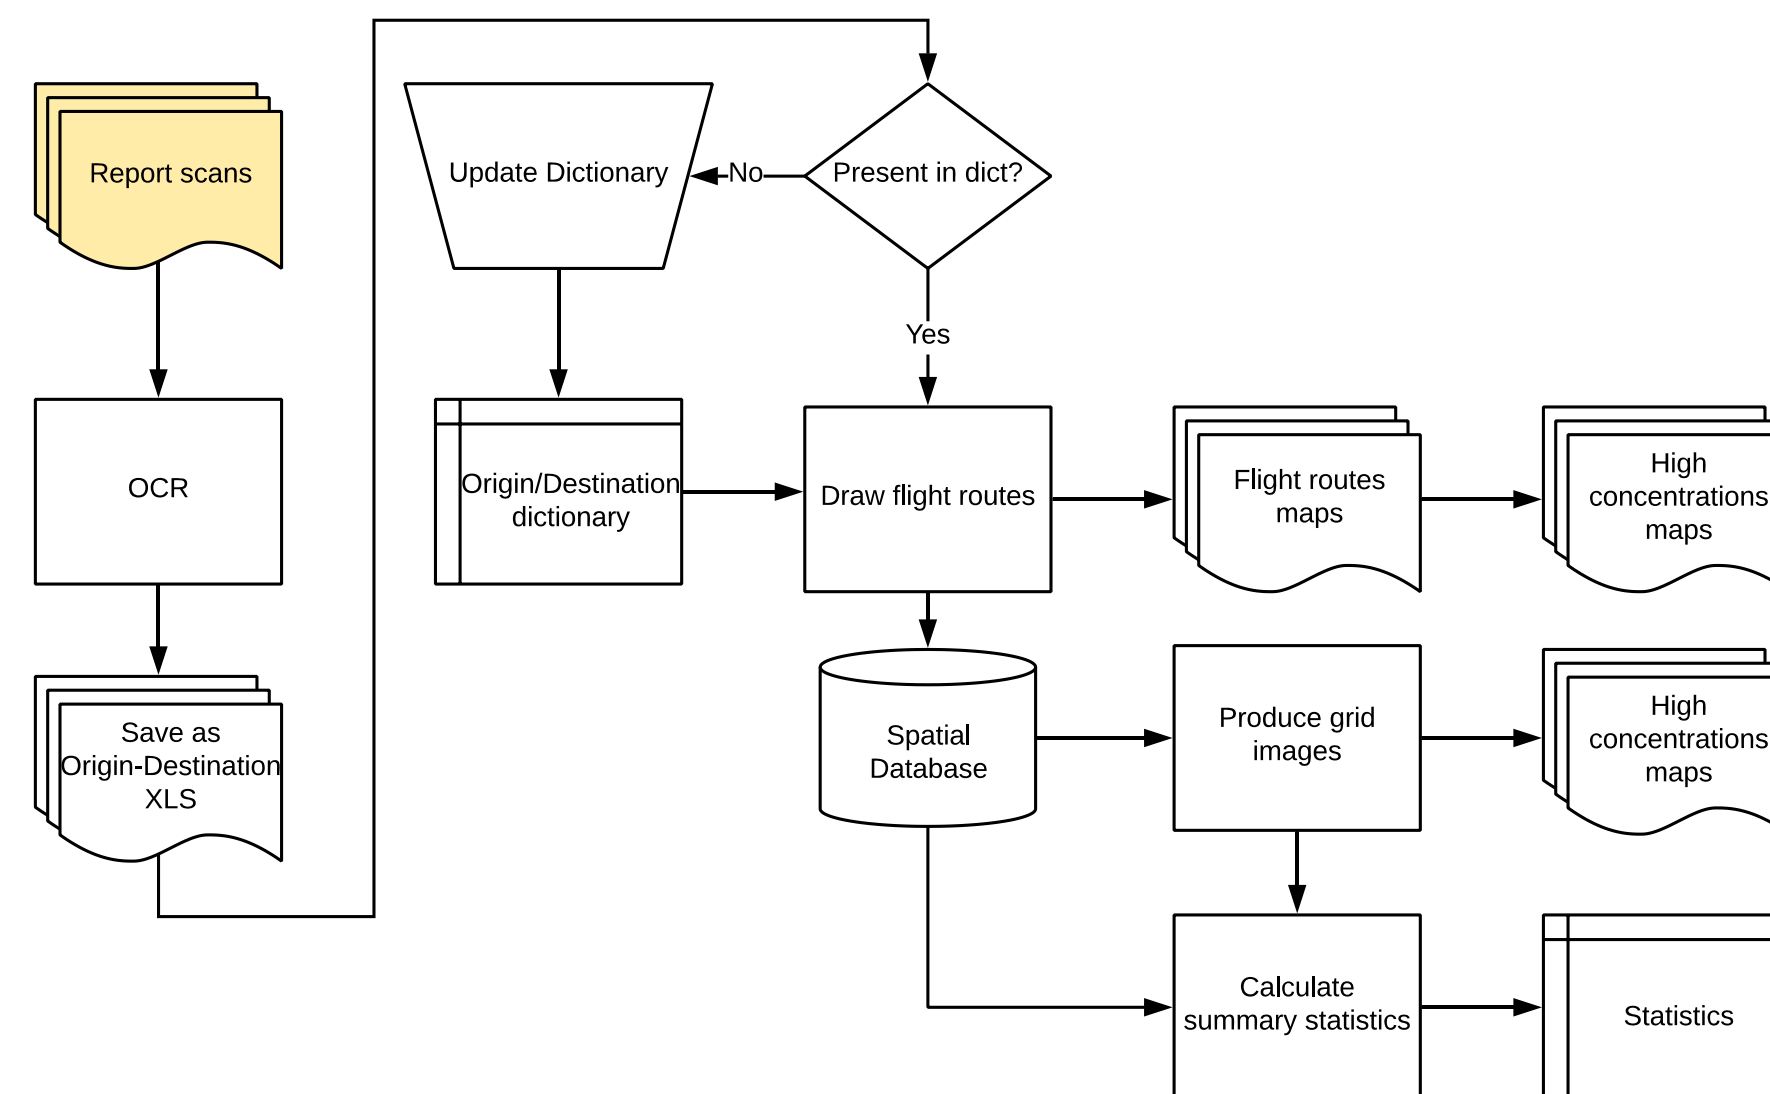 Report scans
Update Dictionary
No
Present in dict?
Yes
OCR
Origin/Destination
dictionary
Draw flight routes
Flight routes
maps
High
concentrations
maps
Save as
Origin-Destination
XLS
Spatial
Database
Produce grid
images
High
concentrations
maps
Calculate
summary statistics
Statistics